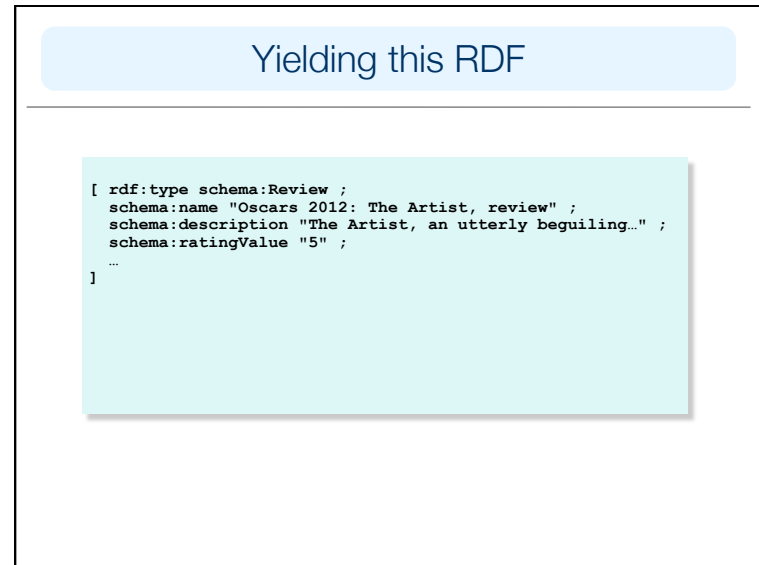 Yielding this RDF
[ rdf:type schema:Review ;
  schema:name "Oscars 2012: The Artist, review" ;
  schema:description "The Artist, an utterly beguiling…" ;
  schema:ratingValue "5" ;
  …
]